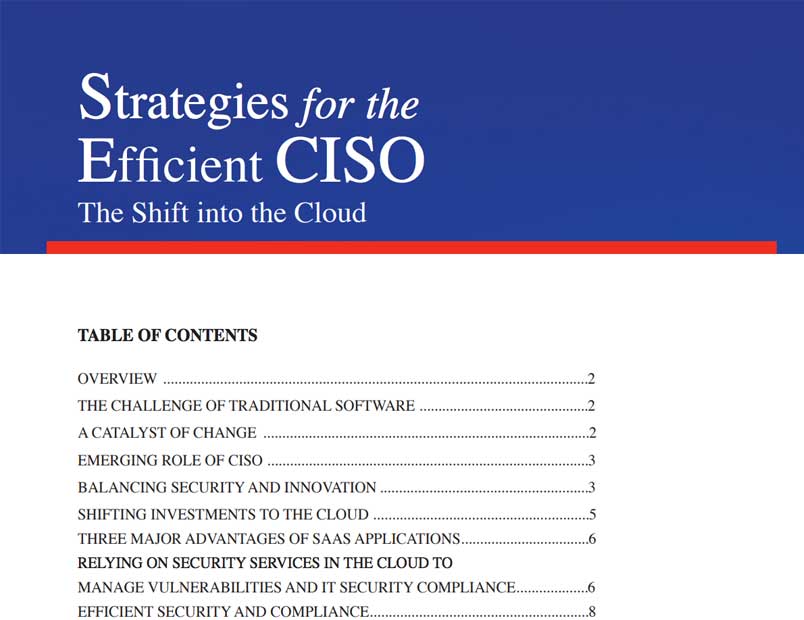 Strategies for the
Efficient CISO
The Shift into the Cloud
TABLE OF CONTENTS
OVERVIEW ................................................................................................................2
THE CHALLENGE OF TRADITIONAL SOFTWARE .............................................2
A CATALYST OF CHANGE ......................................................................................2
EMERGING ROLE OF CISO .....................................................................................3
BALANCING SECURITY AND INNOVATION .......................................................3
SHIFTING INVESTMENTS TO THE CLOUD .........................................................5
THREE MAJOR ADVANTAGES OF SAAS APPLICATIONS..................................6
RELYING ON SECURITY SERVICES IN THE CLOUD TO
MANAGE VULNERABILITIES AND IT SECURITY COMPLIANCE...................6
EFFICIENT SECURITY AND COMPLIANCE..........................................................8